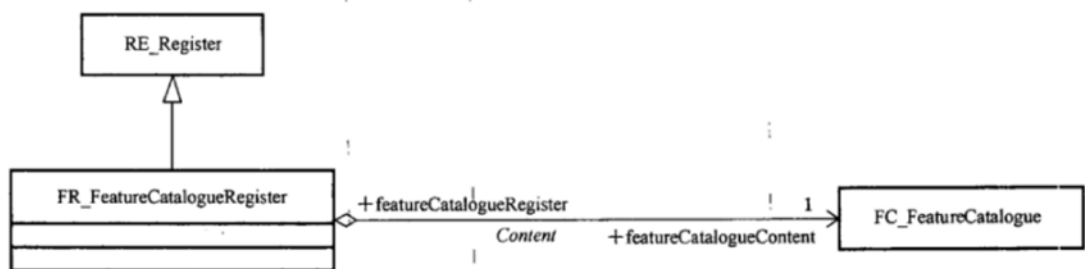 RE_Register
FR_FeatureCatalogueRegister
+featureCatalogueRegister
1
FC_FeatureCatalogue
Content
+featureCatalogueContent